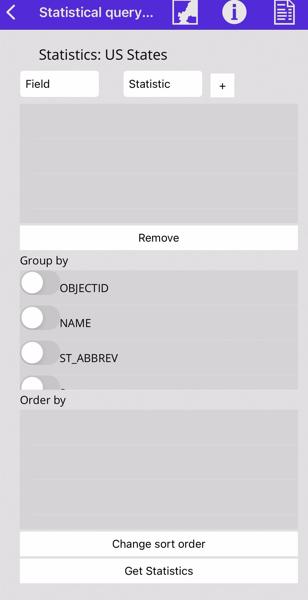 Statistical query...
Statistics: US States
Field
Statistic
+
Remove
Group by
OBJECTID
NAME
ST_ABBREV
Order by
Change sort order
Get Statistics